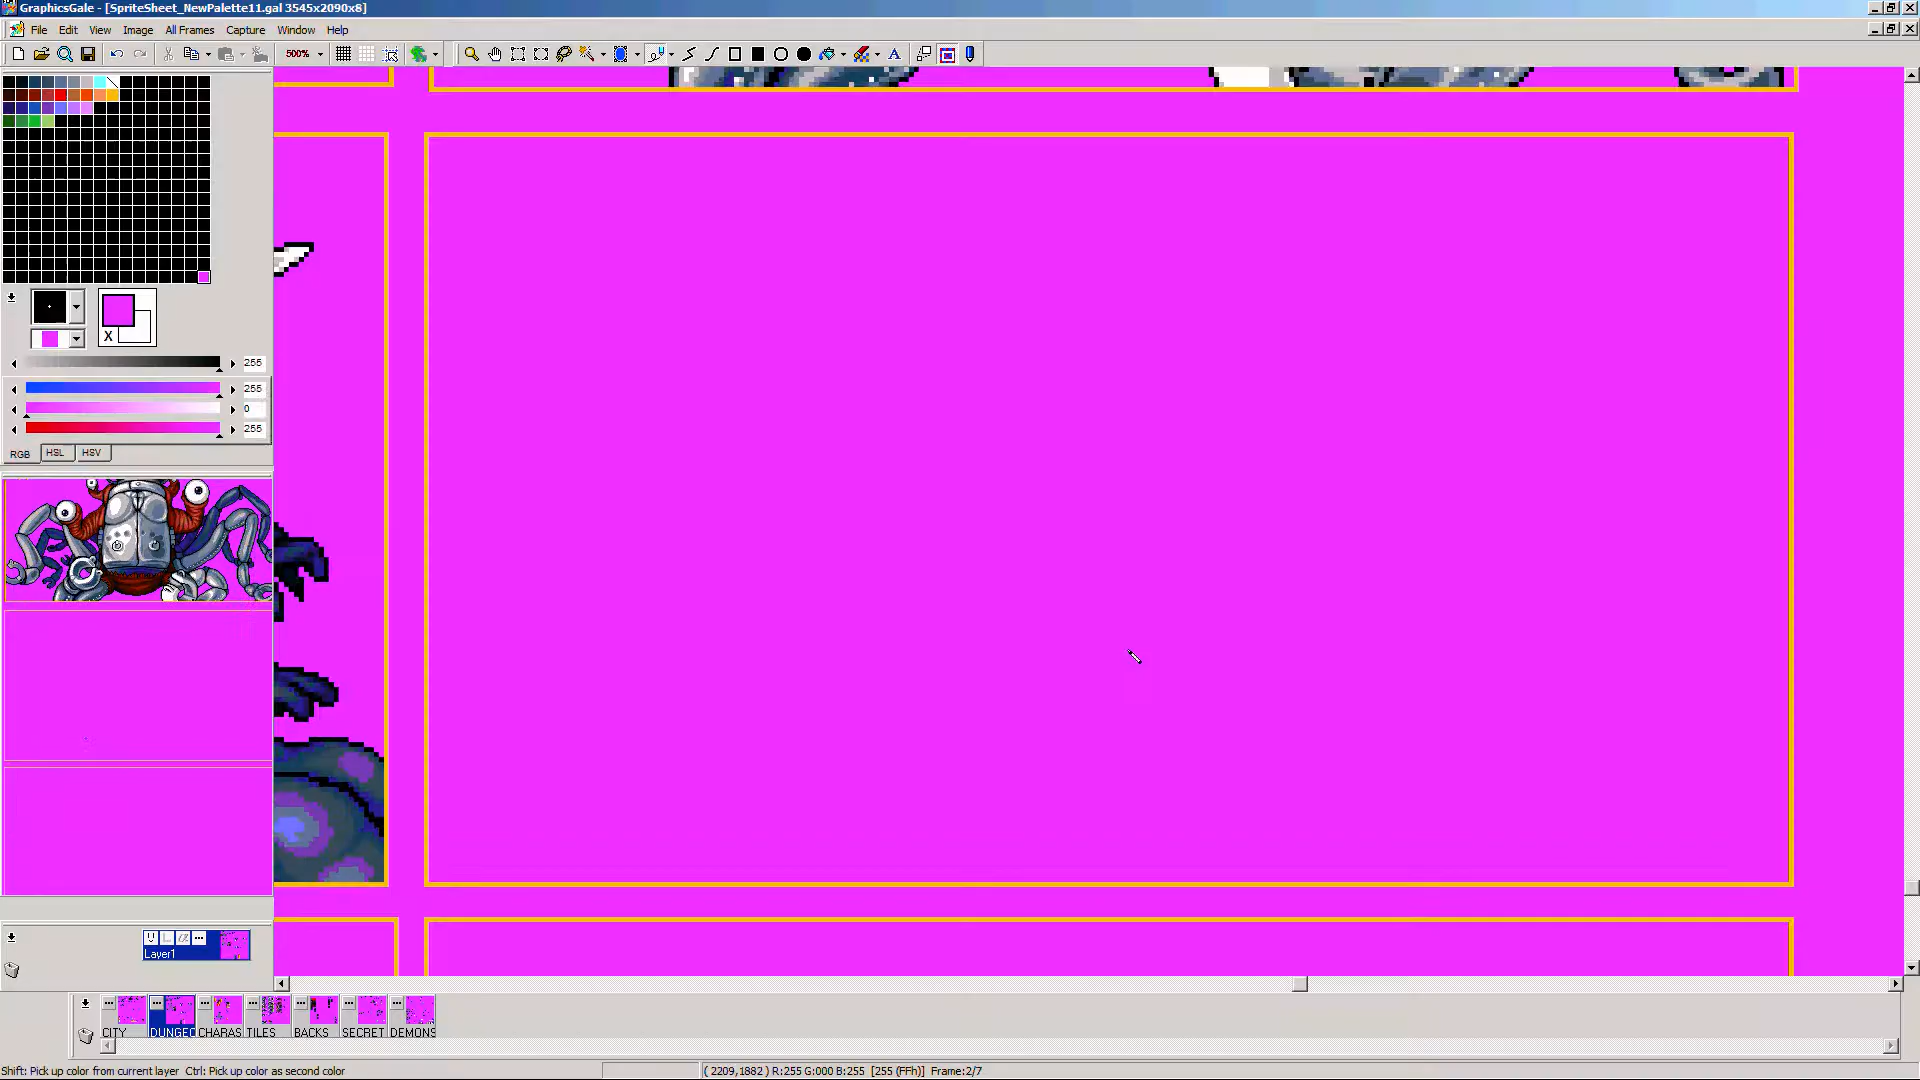 GraphicsGale - [SpriteSheet_NewPalette11.gal 3545x2090x8]
File Edit View Image All Frames Capture Window Help
500% A
X
255
255
0
255
RGB HSL HSV
Layer1
CITY DUNGEC CHARAS TILES BACKS SECRET DEMONS
Shift: Pick up color from current layer Ctrl: Pick up color as second color ( 2209,1882 ) R:255 G:000 B:255 [255 (FFh)] Frame:2/7